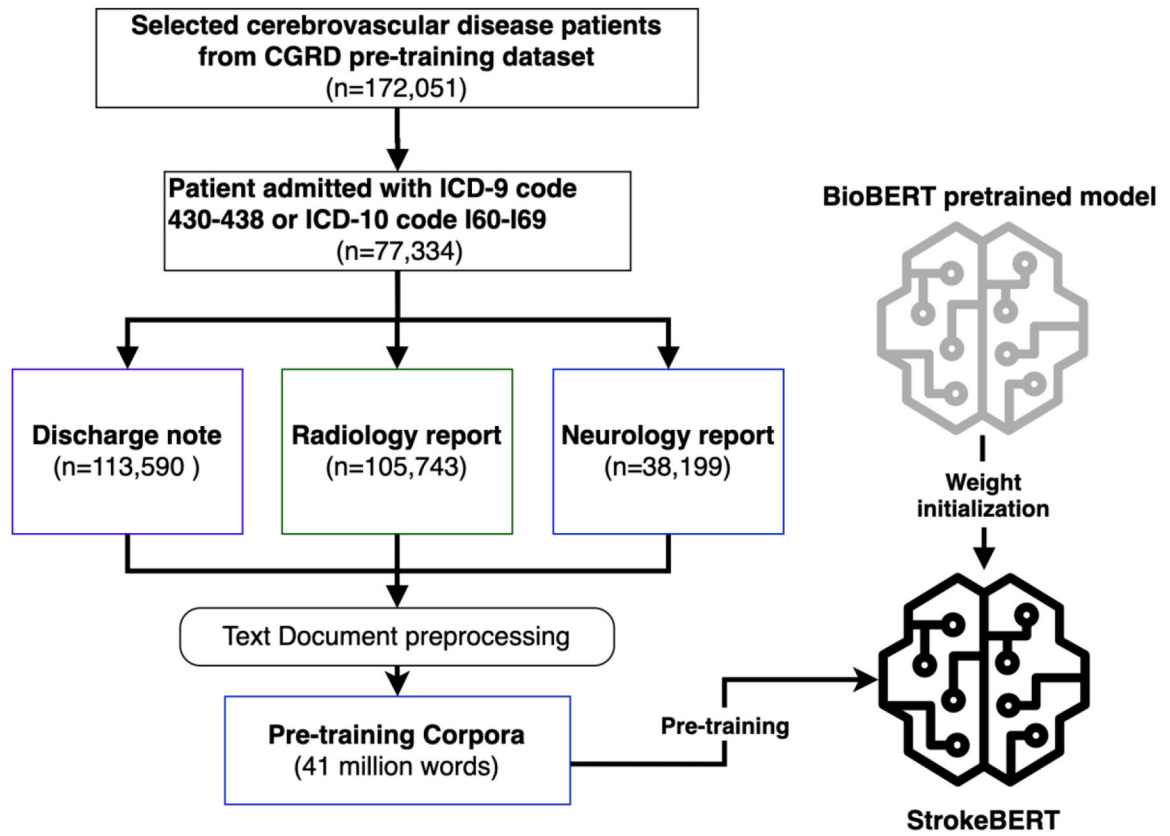 Selected cerebrovascular disease patients
from CGRD pre-training dataset
(n=172,051)
Patient admitted with ICD-9 code
430-438 or ICD-10 code I60-I69
(n=77,334)
BioBERT pretrained model
Discharge note
(n=113,590 )
Radiology report
(n=105,743)
Neurology report
(n=38,199)
Weight
initialization
Text Document preprocessing
Pre-training Corpora
(41 million words)
Pre-training
StrokeBERT